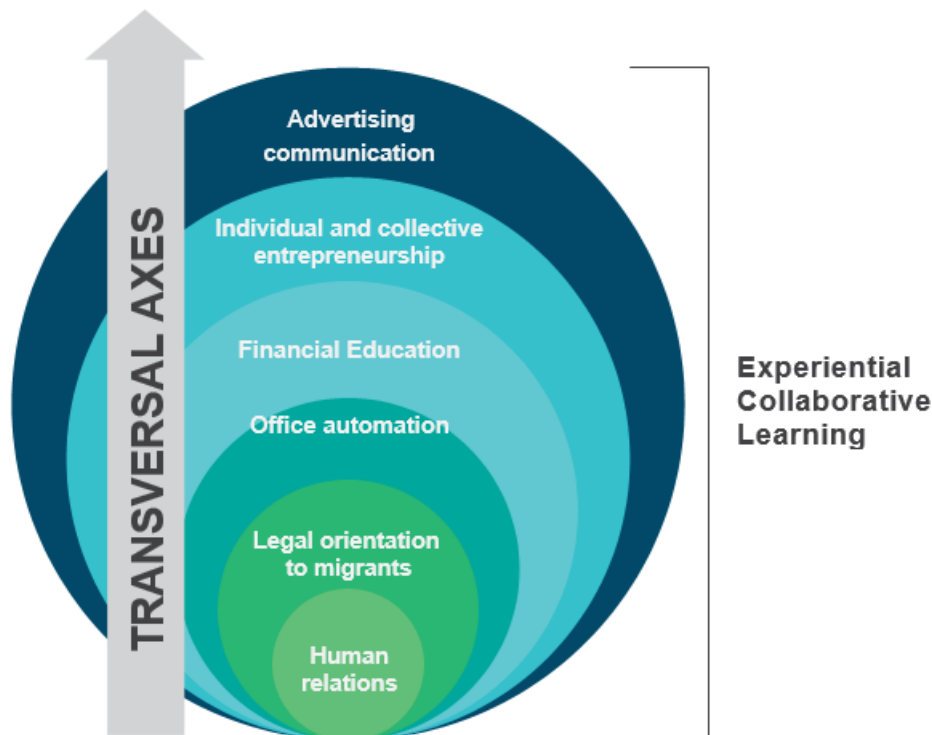 Advertising
communication
Individual and collective
entrepreneurship
Financial Education
Office automation
Legal orientation
to migrants
Human
relations
TRANSVERSAL AXES
Experiential
Collaborative
Learning